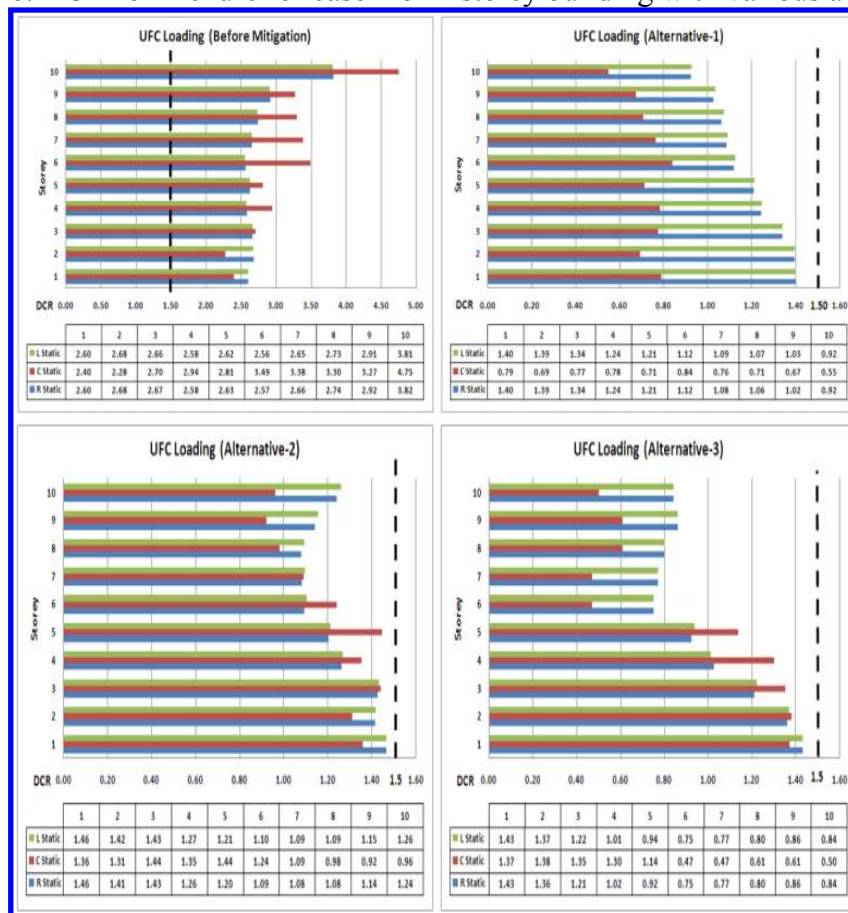 UFC Loading (Before Mitigation)
10
9
8
7
6
5
4
3
2
1
Storey
DCR 0.00 0.50 1.00 1.50 2.00 2.50 3.00 3.50 4.00 4.50 5.00
1 2 3 4 5 6 7 8 9 10
L Static 2.60 2.68 2.66 2.58 2.62 2.56 2.65 2.73 2.91 3.81
C Static 2.40 2.28 2.70 2.94 2.81 3.49 3.38 3.30 3.27 4.75
R Static 2.60 2.68 2.67 2.58 2.63 2.57 2.66 2.74 2.92 3.82
UFC Loading (Alternative-1)
10
9
8
7
6
5
4
3
2
1
Storey
DCR 0.00 0.20 0.40 0.60 0.80 1.00 1.20 1.40 1.50 1.60
1 2 3 4 5 6 7 8 9 10
L Static 1.40 1.39 1.34 1.24 1.21 1.12 1.09 1.07 1.03 0.92
C Static 0.79 0.69 0.77 0.78 0.71 0.84 0.76 0.71 0.67 0.55
R Static 1.40 1.39 1.34 1.24 1.21 1.12 1.08 1.06 1.02 0.92
UFC Loading (Alternative-2)
10
9
8
7
6
5
4
3
2
1
Storey
DCR 0.00 0.20 0.40 0.60 0.80 1.00 1.20 1.40 1.5 1.60
1 2 3 4 5 6 7 8 9 10
L Static 1.46 1.42 1.43 1.27 1.21 1.10 1.09 1.09 1.15 1.26
C Static 1.36 1.31 1.44 1.35 1.44 1.24 1.09 0.98 0.92 0.96
R Static 1.46 1.41 1.43 1.26 1.20 1.09 1.08 1.08 1.14 1.24
UFC Loading (Alternative-3)
10
9
8
7
6
5
4
3
2
1
Storey
DCR 0.00 0.20 0.40 0.60 0.80 1.00 1.20 1.40 1.5 1.60
1 2 3 4 5 6 7 8 9 10
L Static 1.43 1.37 1.22 1.01 0.94 0.75 0.77 0.80 0.86 0.84
C Static 1.37 1.38 1.35 1.30 1.14 0.47 0.47 0.61 0.61 0.50
R Static 1.43 1.36 1.21 1.02 0.92 0.75 0.77 0.80 0.86 0.84